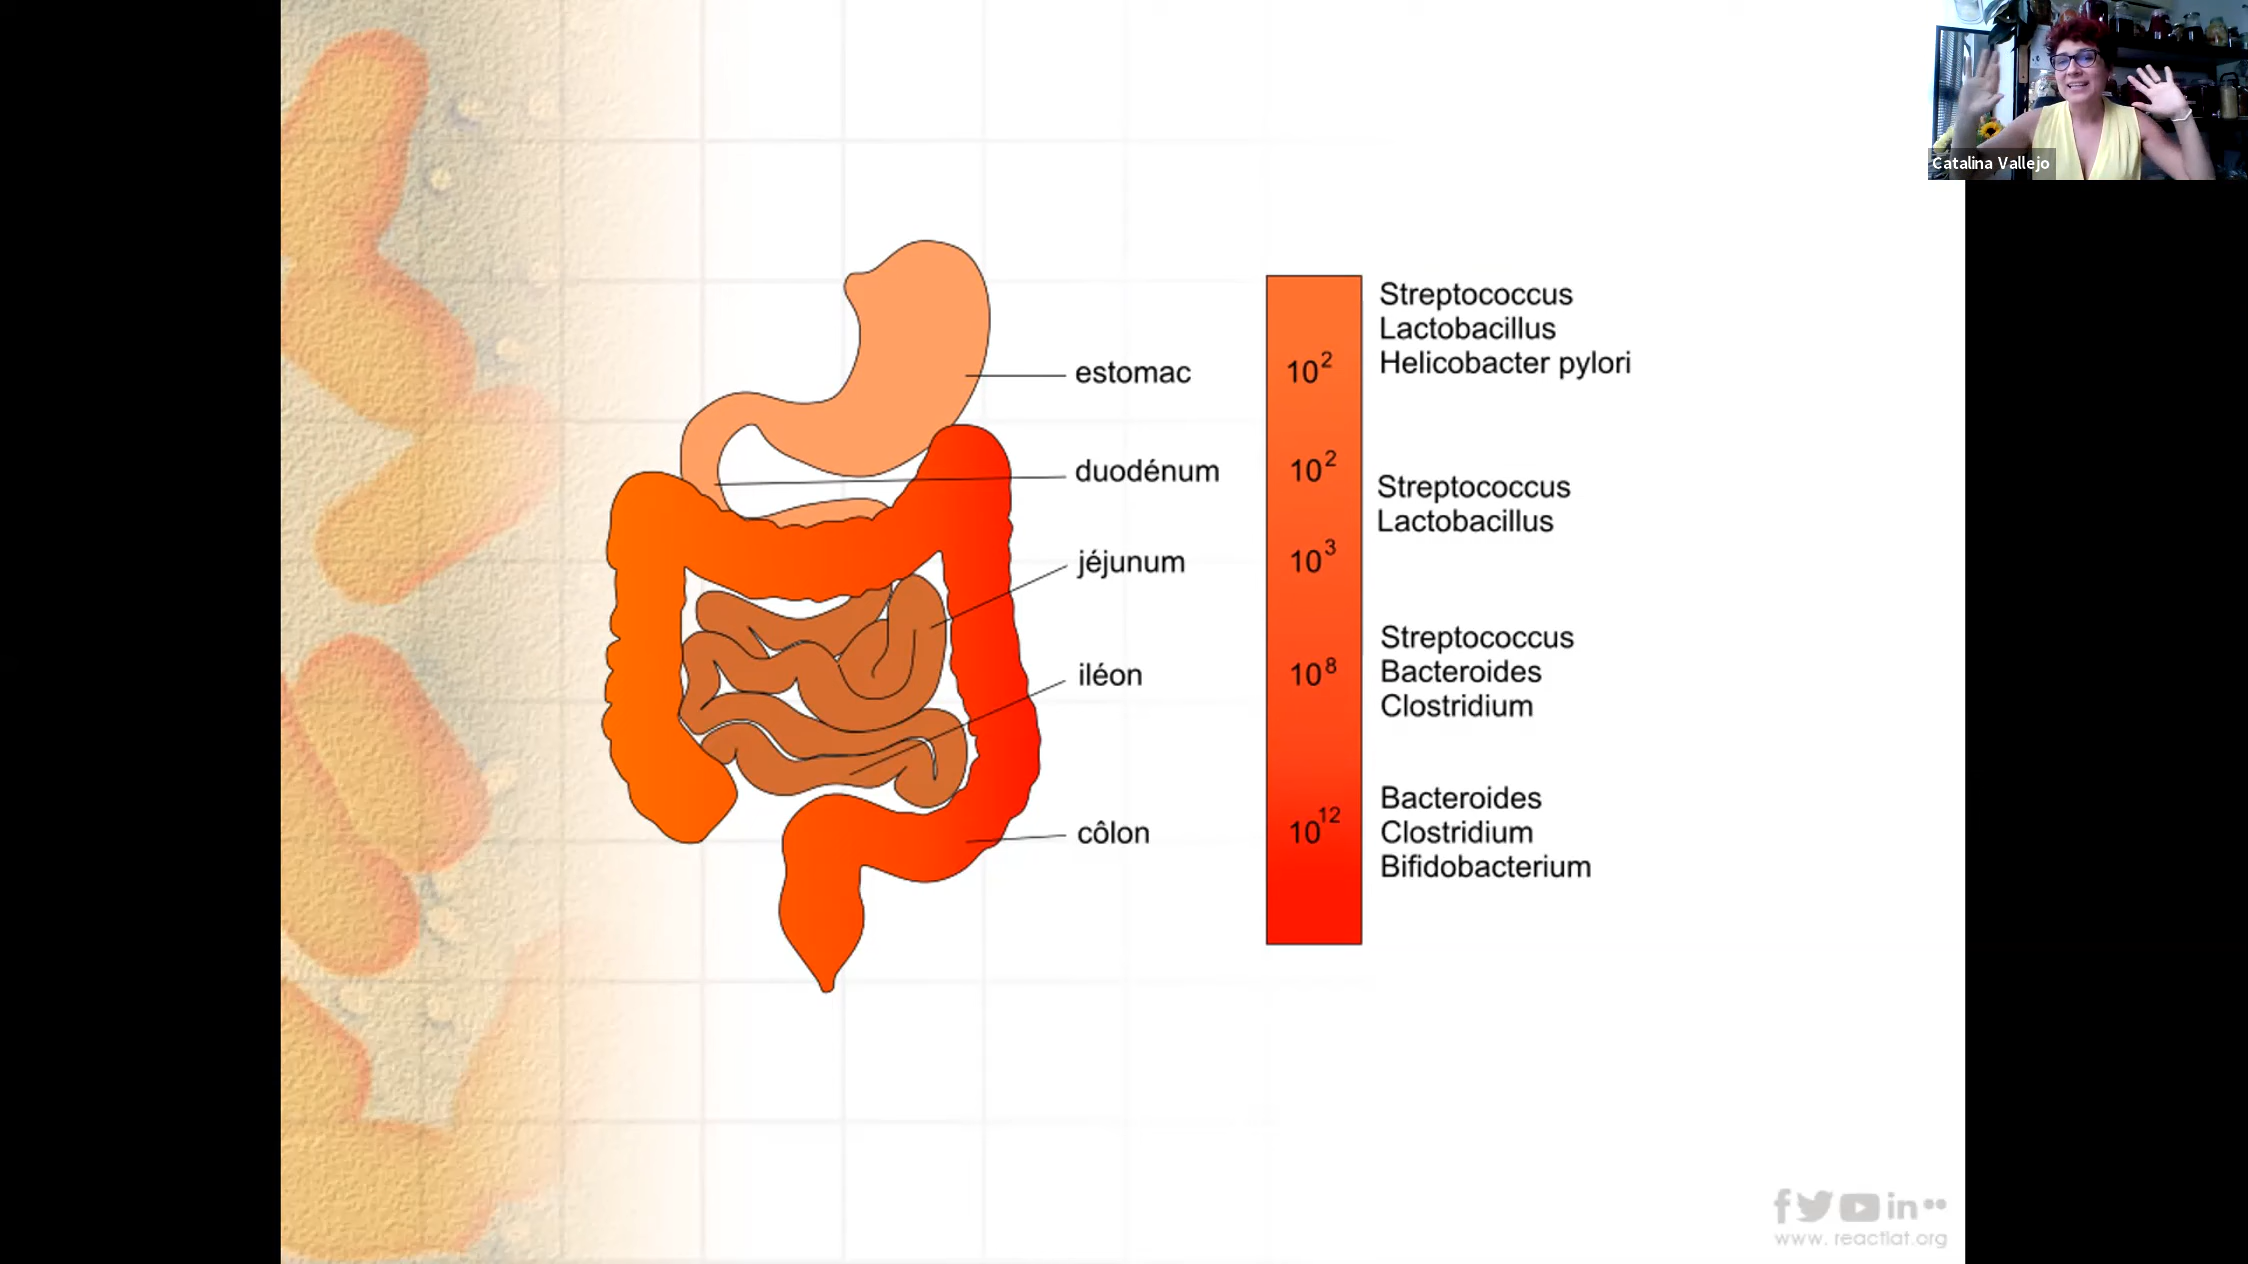 Catalina Vallejo
estomac
duodénum
jéjunum
iléon
côlon
10²
10²
10³
10⁸
10¹²
Streptococcus
Lactobacillus
Helicobacter pylori
Streptococcus
Lactobacillus
Streptococcus
Bacteroides
Clostridium
Bacteroides
Clostridium
Bifidobacterium
www. reactlat.org